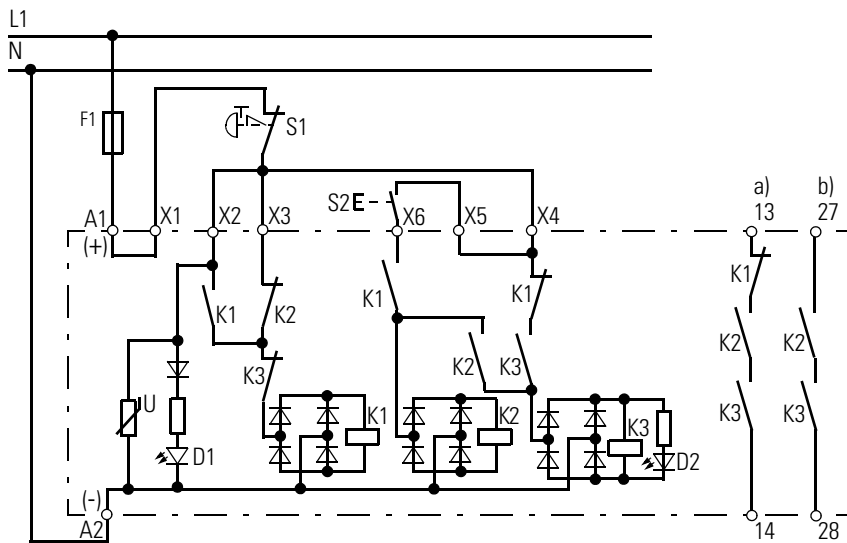 L1
N
F1
S1
a)
b)
S2
A1
X1
X2
X3
X6
X5
X4
13
27
(+)
K1
K2
K1
K1
K1
K2
K3
K2
K3
K2
K2
K3
K3
U
K1
K2
K3
D1
D2
(-)
A2
14
28